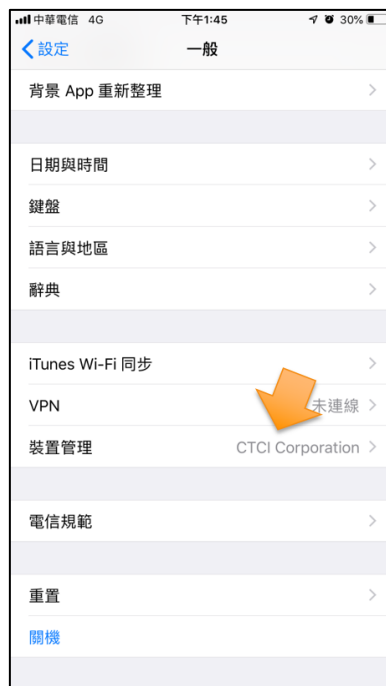 中華電信 4G 下午1:45 30%
設定 一般
背景 App 重新整理
日期與時間
鍵盤
語言與地區
辭典
iTunes Wi-Fi 同步
VPN 未連線
裝置管理 CTCI Corporation
電信規範
重置
關機